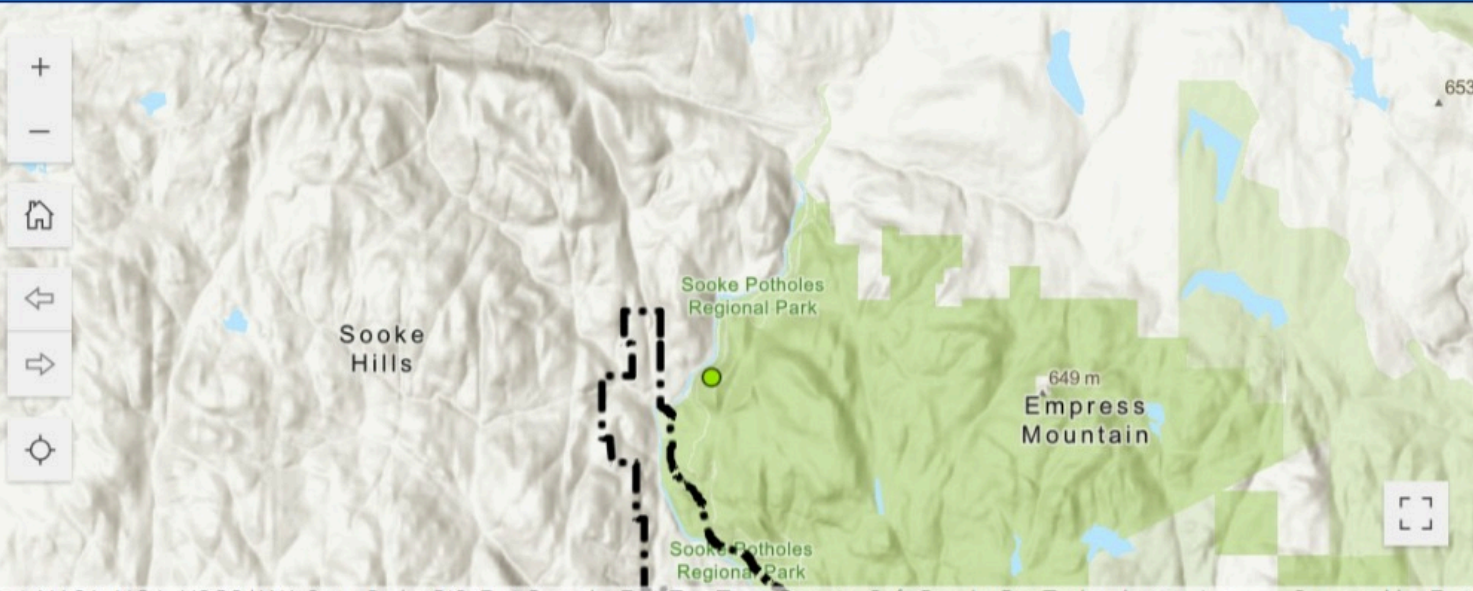 653
Sooke Potholes
Regional Park
Sooke
Hills
649 m
Empress
Mountain
Sooke Potholes
Regional Park